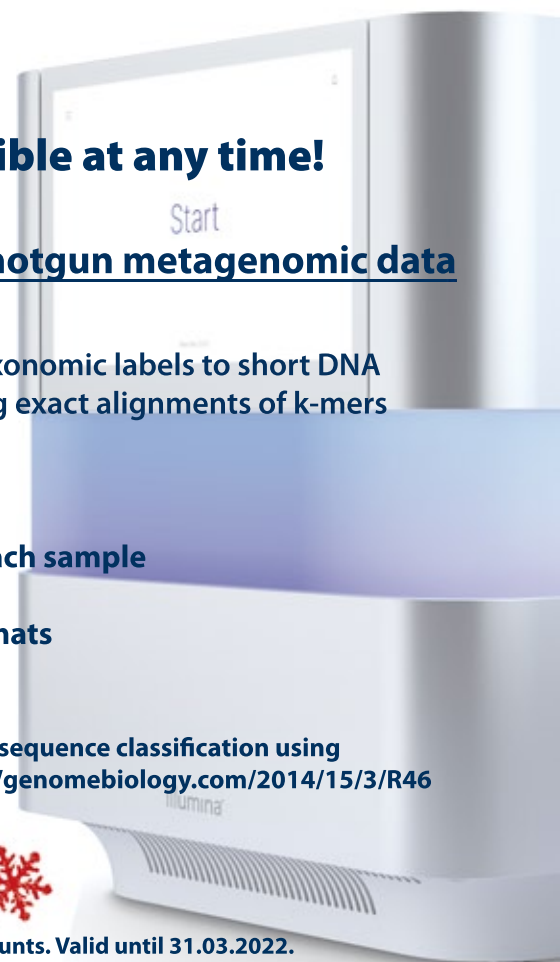 ible at any time!
Start
hotgun metagenomic data
xonomic labels to short DNA
g exact alignments of k-mers
ach sample
nats
sequence classification using
/genomebiology.com/2014/15/3/R46
illumina
unts. Valid until 31.03.2022.